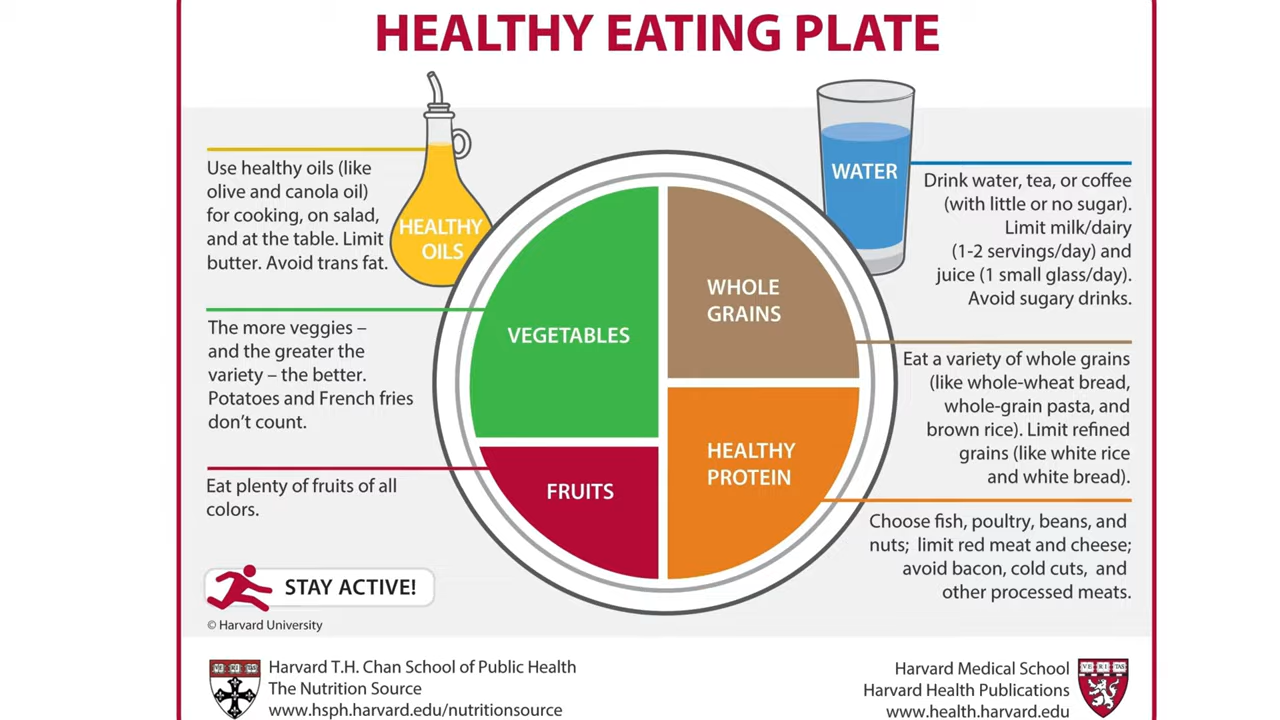 HEALTHY EATING PLATE
Use healthy oils (like
olive and canola oil)
for cooking, on salad,
and at the table. Limit
butter. Avoid trans fat.
HEALTHY
OILS
WATER
Drink water, tea, or coffee
(with little or no sugar).
Limit milk/dairy
(1-2 servings/day) and
juice (1 small glass/day).
Avoid sugary drinks.
The more veggies –
and the greater the
variety – the better.
Potatoes and French fries
don’t count.
VEGETABLES
WHOLE
GRAINS
Eat a variety of whole grains
(like whole-wheat bread,
whole-grain pasta, and
brown rice). Limit refined
grains (like white rice
and white bread).
Eat plenty of fruits of all
colors.
FRUITS
HEALTHY
PROTEIN
Choose fish, poultry, beans, and
nuts; limit red meat and cheese;
avoid bacon, cold cuts, and
other processed meats.
STAY ACTIVE!
© Harvard University
Harvard T.H. Chan School of Public Health
The Nutrition Source
www.hsph.harvard.edu/nutritionsource
Harvard Medical School
Harvard Health Publications
www.health.harvard.edu
VE RI TAS
VE RI TAS